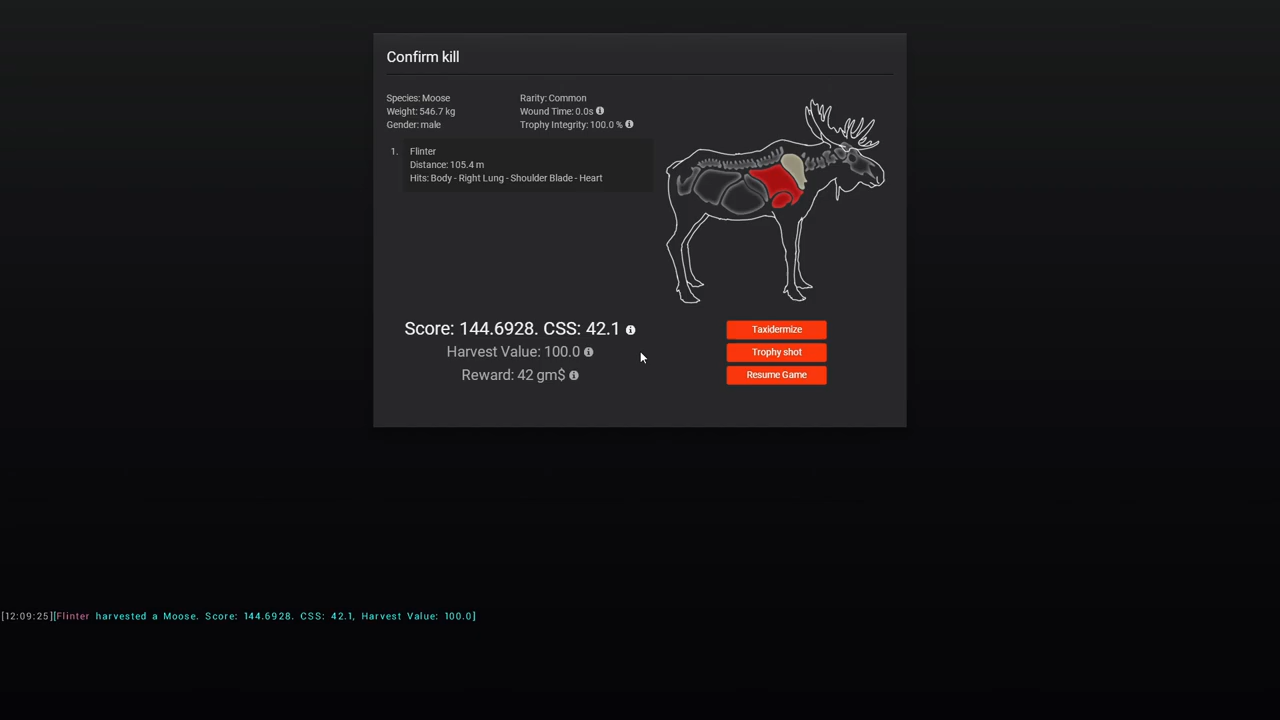 Confirm kill
Species: Moose
Weight: 546.7 kg
Gender: male
Rarity: Common
Wound Time: 0.0s
Trophy Integrity: 100.0 %
1. Flinter
Distance: 105.4 m
Hits: Body - Right Lung - Shoulder Blade - Heart
Score: 144.6928. CSS: 42.1
Harvest Value: 100.0
Reward: 42 gm$
Taxidermize
Trophy shot
Resume Game
[12:09:25][Flinter harvested a Moose. Score: 144.6928. CSS: 42.1, Harvest Value: 100.0]